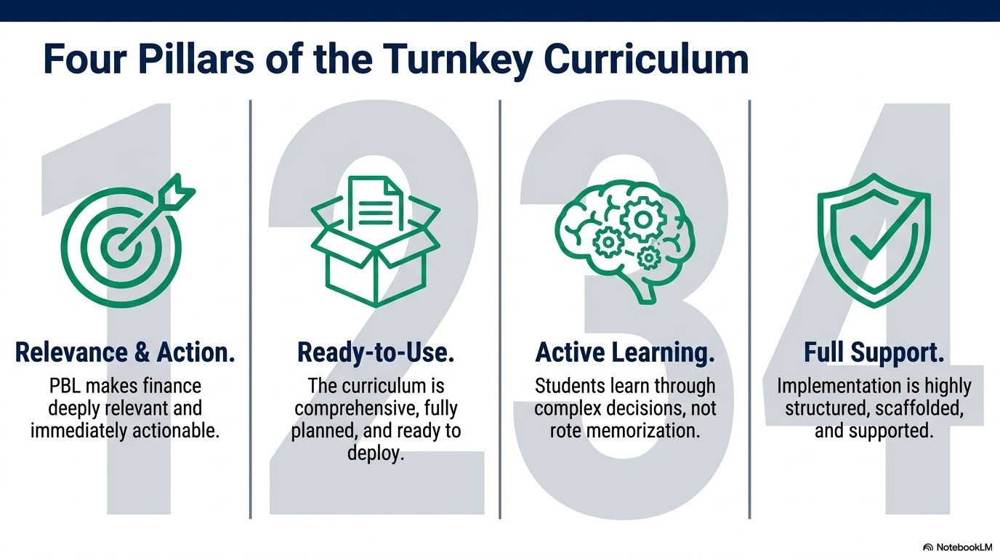 Four Pillars of the Turnkey Curriculum
1
Relevance & Action.
PBL makes finance
deeply relevant and
immediately actionable.
2
Ready-to-Use.
The curriculum is
comprehensive, fully
planned, and ready to
deploy.
3
Active Learning.
Students learn through
complex decisions, not
rote memorization.
4
Full Support.
Implementation is highly
structured, scaffolded,
and supported.
NotebookLM